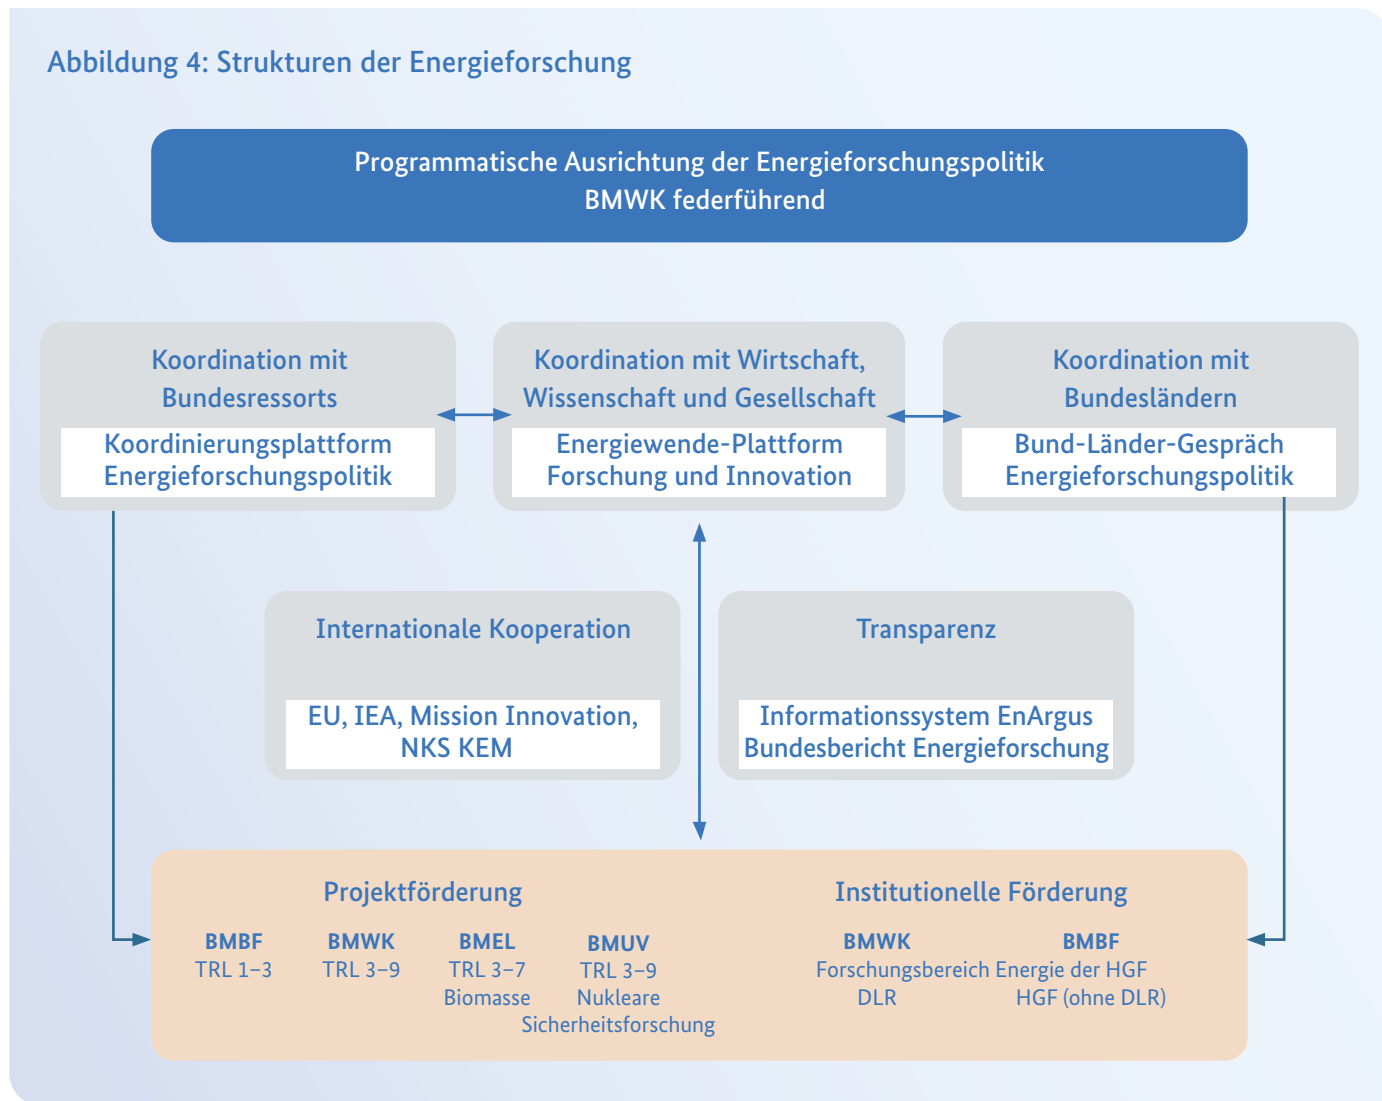 Abbildung 4: Strukturen der Energieforschung
Programmatische Ausrichtung der Energieforschungspolitik
BMWK federführend
Koordination mit
Bundesressorts
Koordinierungsplattform
Energieforschungspolitik
Koordination mit Wirtschaft,
Wissenschaft und Gesellschaft
Energiewende-Plattform
Forschung und Innovation
Koordination mit
Bundesländern
Bund-Länder-Gespräch
Energieforschungspolitik
Internationale Kooperation
EU, IEA, Mission Innovation,
NKS KEM
Transparenz
Informationssystem EnArgus
Bundesbericht Energieforschung
Projektförderung
BMBF
TRL 1–3
BMWK
TRL 3–9
BMEL
TRL 3–7
Biomasse
BMUV
TRL 3–9
Nukleare
Sicherheitsforschung
Institutionelle Förderung
BMWK BMBF
Forschungsbereich Energie der HGF
DLR HGF (ohne DLR)